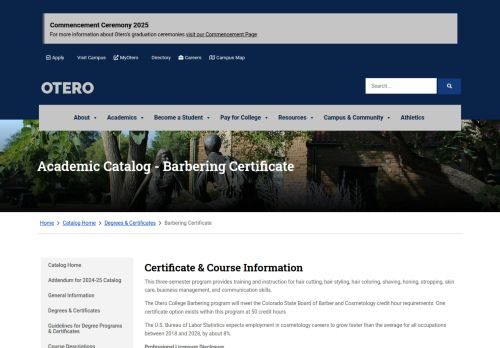 Commencement Ceremony 2025
For more information about Otero's graduation ceremonies visit our Commencement Page
Apply Visit Campus MyOtero Directory Careers Campus Map
OTERO
Search...
About Academics Become a Student Pay for College Resources Campus & Community Athletics
Academic Catalog - Barbering Certificate
Home Catalog Home Degrees & Certificates Barbering Certificate
Catalog Home
Addendum for 2024-25 Catalog
General Information
Degrees & Certificates
Guidelines for Degree Programs & Certificates
Course Descriptions
Certificate & Course Information
This three-semester program provides training and instruction for hair cutting, hair styling, hair coloring, shaving, honing, stropping, skin
care, business management, and communication skills.
The Otero College Barbering program will meet the Colorado State Board of Barber and Cosmetology credit hour requirements. One
certificate option exists within this program at 50 credit hours
The U.S. Bureau of Labor Statistics expects employment in cosmetology careers to grow faster than the average for all occupations
between 2018 and 2028, by about 8%.
Professional Licensure Disclosure